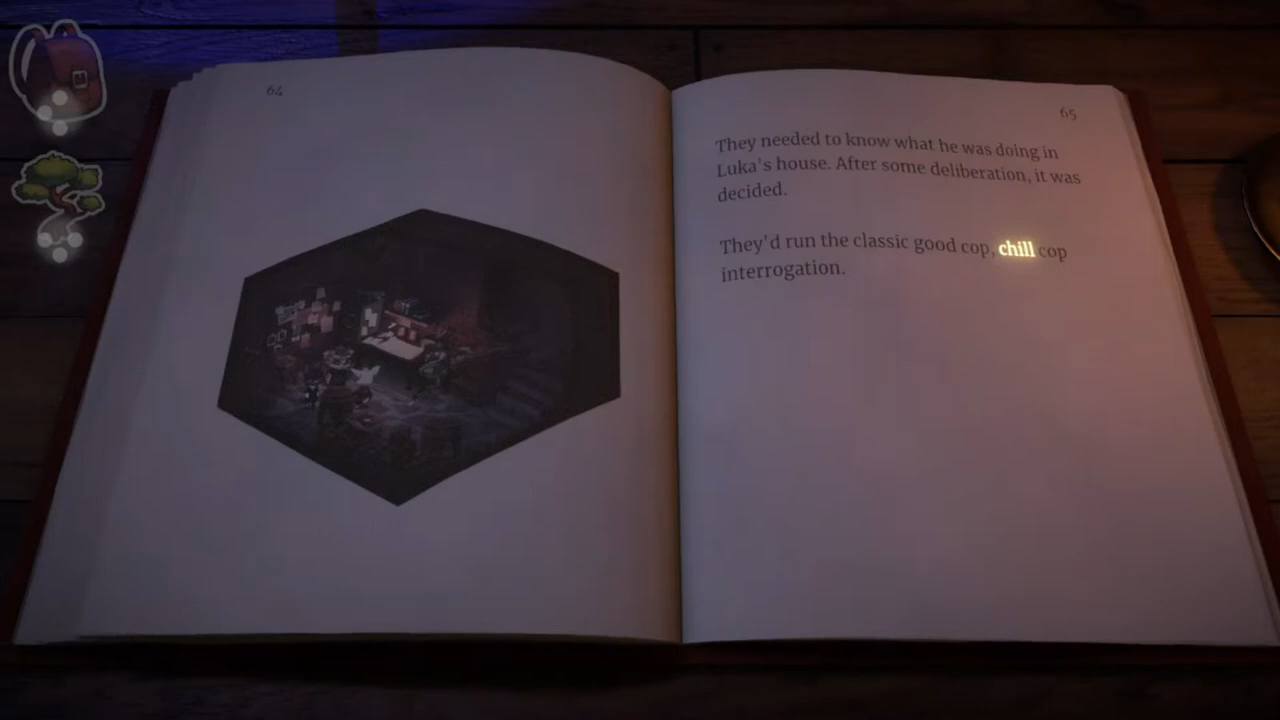 64
65
They needed to know what he was doing in
Luka's house. After some deliberation, it was
decided.
They'd run the classic good cop, chill cop
interrogation.